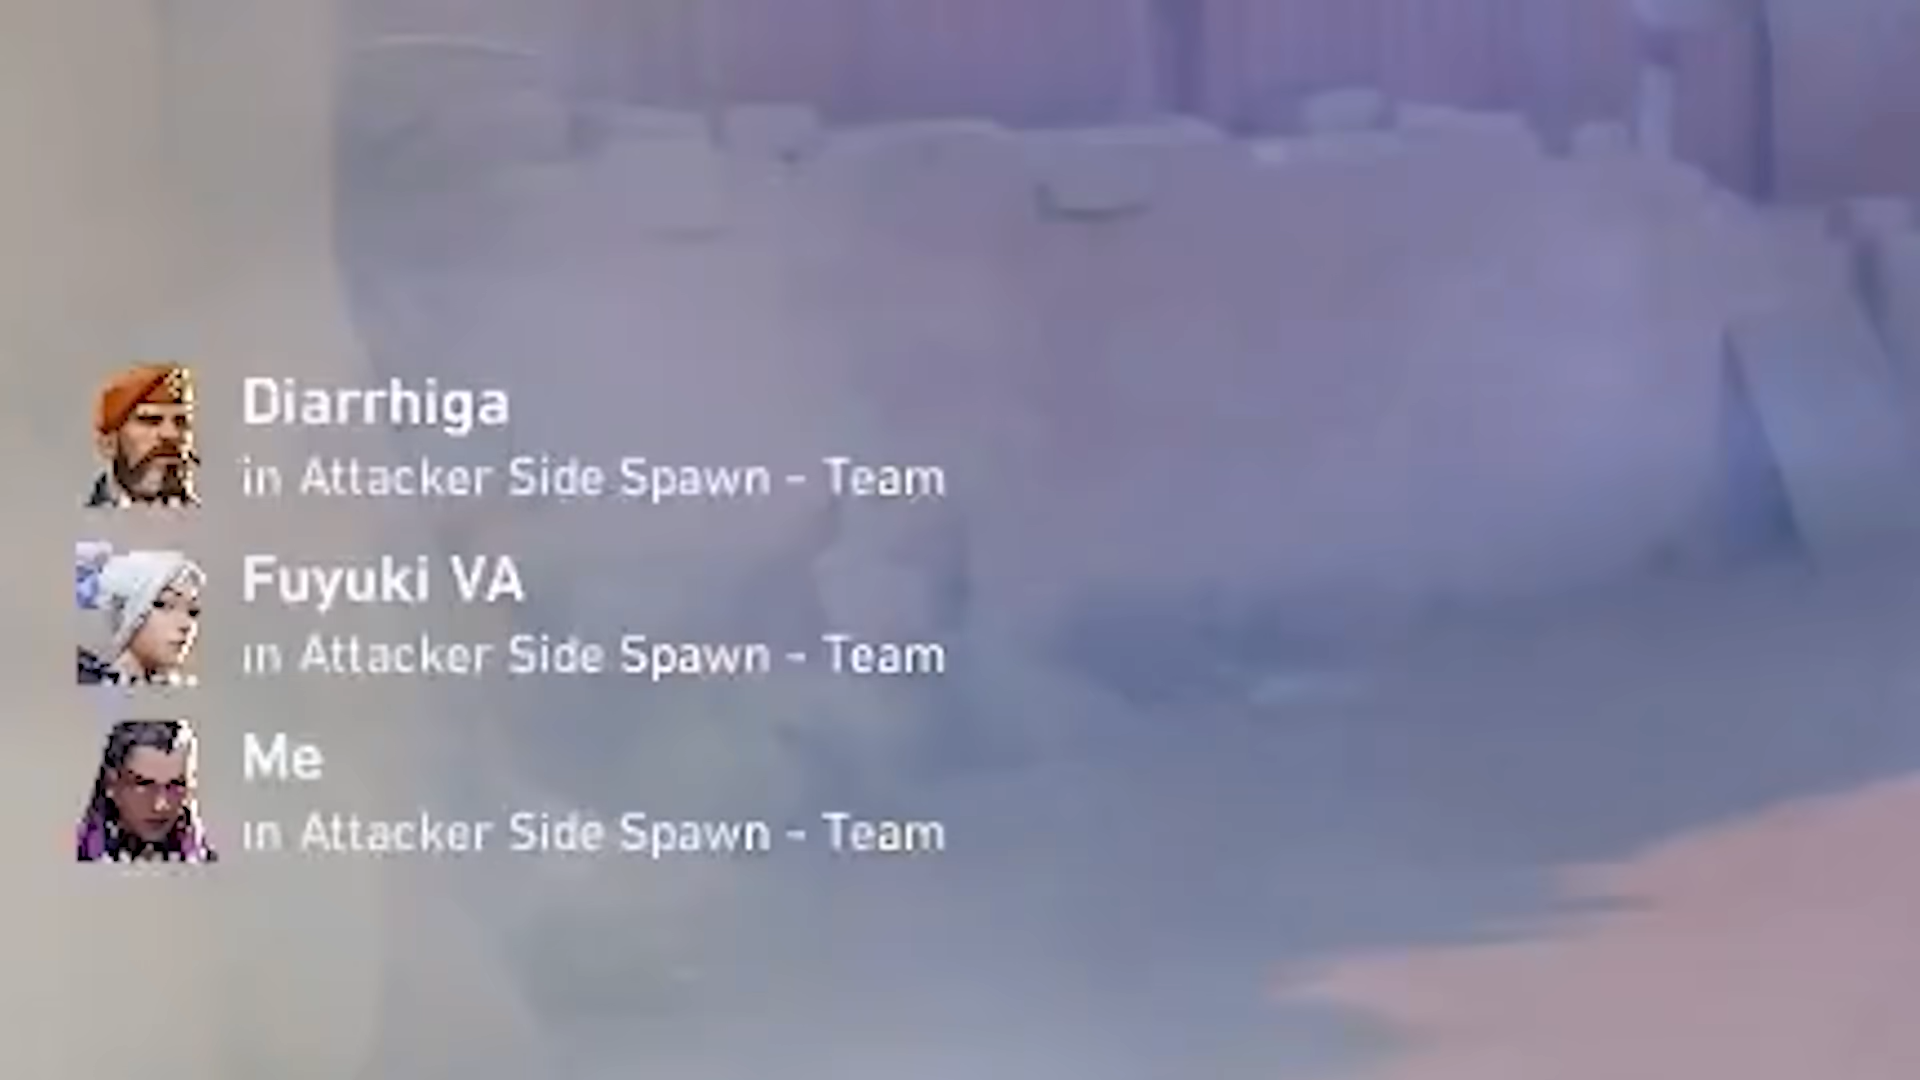 Diarrhiga
in Attacker Side Spawn - Team
Fuyuki VA
in Attacker Side Spawn - Team
Me
in Attacker Side Spawn - Team